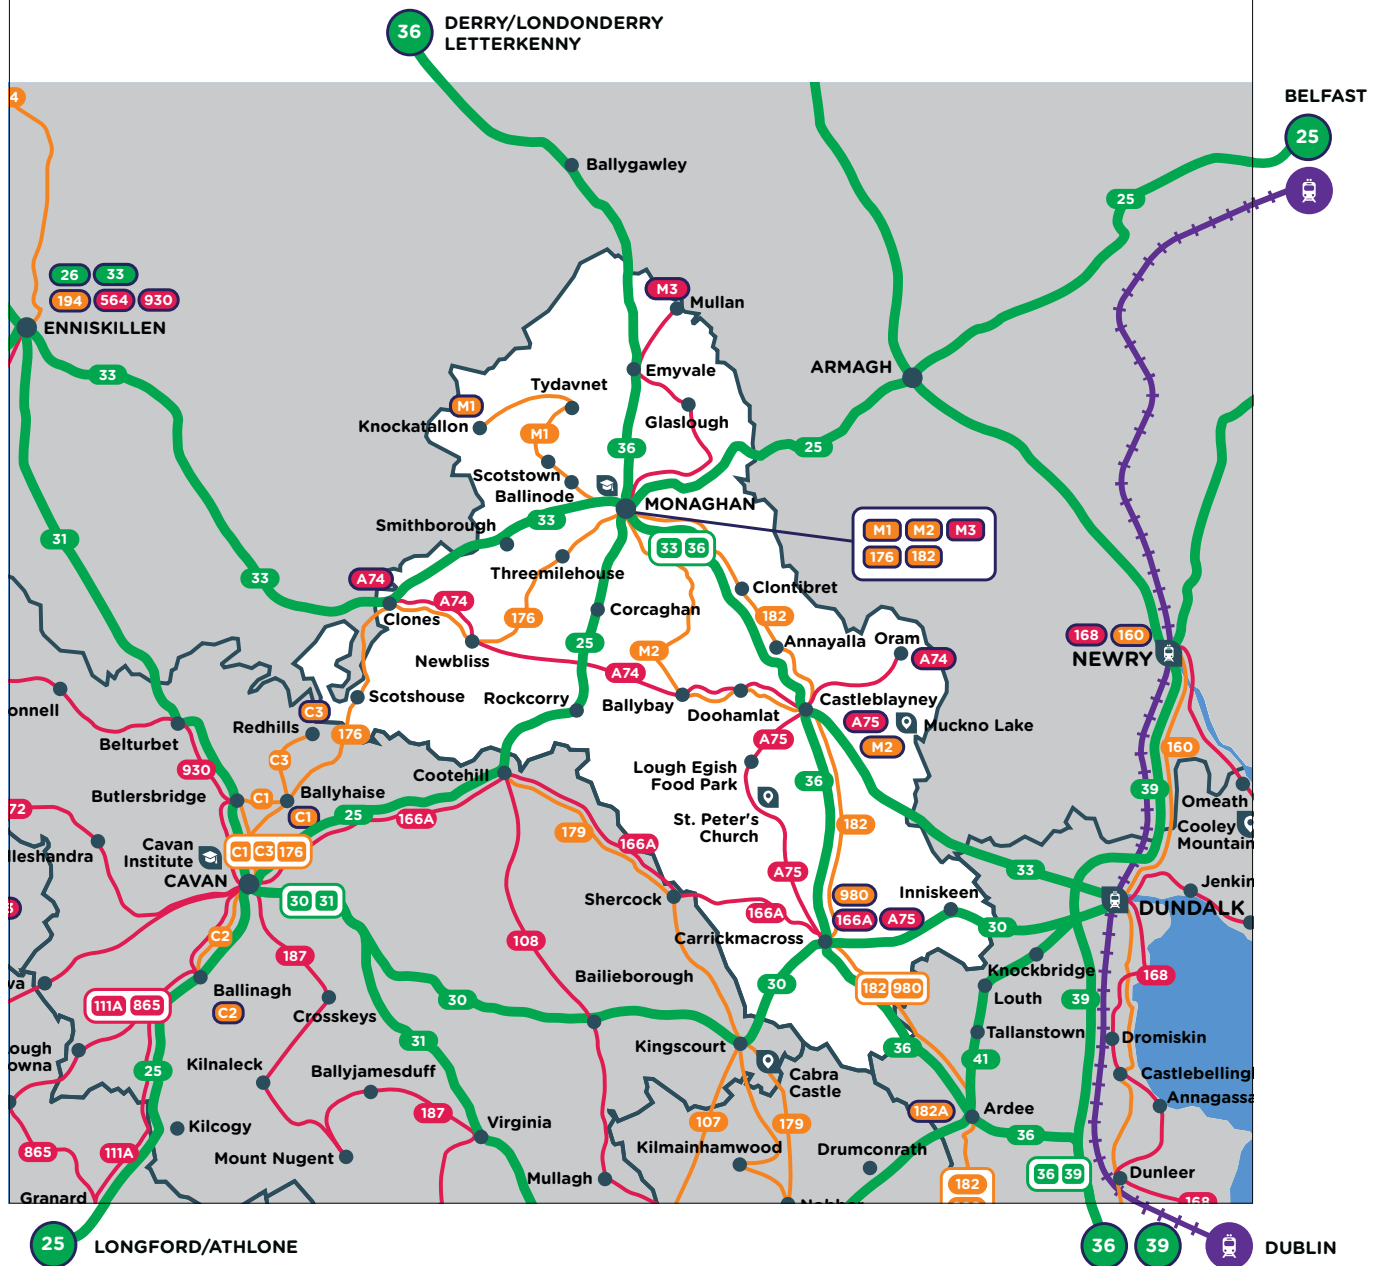 36
DERRY/LONDONDERRY
LETTERKENNY
BELFAST
25
4
Ballygawley
25
26 33
194 564 930
ENNISKILLEN
M3
Mullan
33
ARMAGH
Emyvale
Tydavnet
M1
Knockatallon
Glaslough
M1
36
25
Scotstown
Ballinode
MONAGHAN
Smithborough
33
M1 M2 M3
176 182
31
33 36
Threemilehouse
33
A74
Clontibret
A74
Clones
176
Corcaghan
182
25
Annayalla
Oram
A74
168 160
NEWRY
Newbliss
M2
A74
Scotshouse
Rockcorry
Ballybay
Castleblayney
Doohamlat
onnell
C3
Redhills
176
A75
Muckno Lake
M2
Belturbet
A75
160
C3
930
Cootehill
Lough Egish
Food Park
36
39
Omeath
Butlersbridge
C1
Ballyhaise
C1
25
166A
72
St. Peter's
Church
182
Cooley
Mountain
179
166A
Cavan
Institute
C1 C3 176
lleshandra
CAVAN
A75
33
Jenkin
30 31
Shercock
980
Inniskeen
DUNDALK
3
166A
166A A75
30
C2
108
Carrickmacross
187
Knockbridge
168
va
Bailieborough
30
182 980
Ballinagh
C2
30
Louth
39
111A 865
Crosskeys
Tallanstown
Dromiskin
31
Kingscourt
36
41
ough
owna
25
Kilnaleck
Ballyjamesduff
Cabra
Castle
Castlebelling
Annagassa
187
182A
Ardee
Kilcogy
Virginia
107
179
36
865
111A
Mount Nugent
Kilmainhamwood
Drumconrath
Mullagh
36 39
Dunleer
182
Granard
168
25
LONGFORD/ATHLONE
36
39
DUBLIN